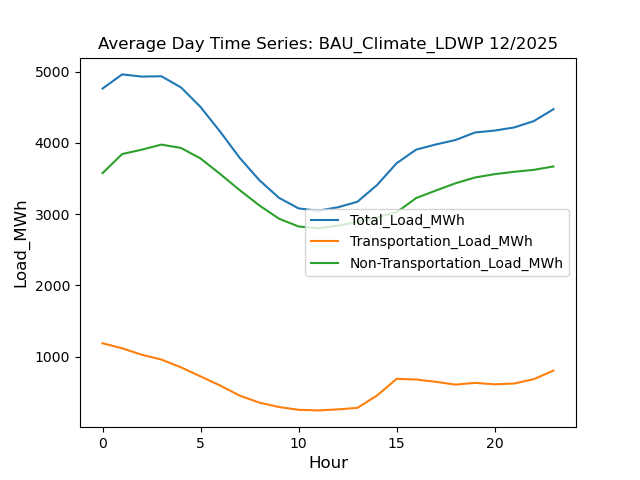 Average Day Time Series: BAU_Climate_LDWP 12/2025
5000
4000
3000
2000
1000
Load_MWh
Total_Load_MWh
Transportation_Load_MWh
Non-Transportation_Load_MWh
0 5 10 15 20
Hour